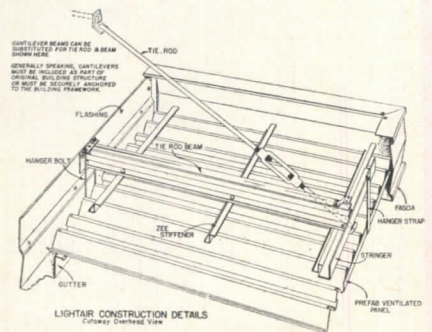 CANTILEVER BEAMS CAN BE
SUBSTITUTED FOR TIE ROD & BEAM
SHOWN HERE.
GENERALLY SPEAKING, CANTILEVERS
MUST BE INCLUDED AS PART OF
ORIGINAL BUILDING STRUCTURE
OR MUST BE SECURELY ANCHORED
TO THE BUILDING FRAMEWORK.
TIE ROD
FLASHING
TIE ROD BEAM
HANGER BOLT
FASCIA
HANGER STRAP
ZEE
STIFFENER
STRINGER
GUTTER
PREFAB VENTILATED
PANEL
LIGHTAIR CONSTRUCTION DETAILS
Cutaway Overhead View